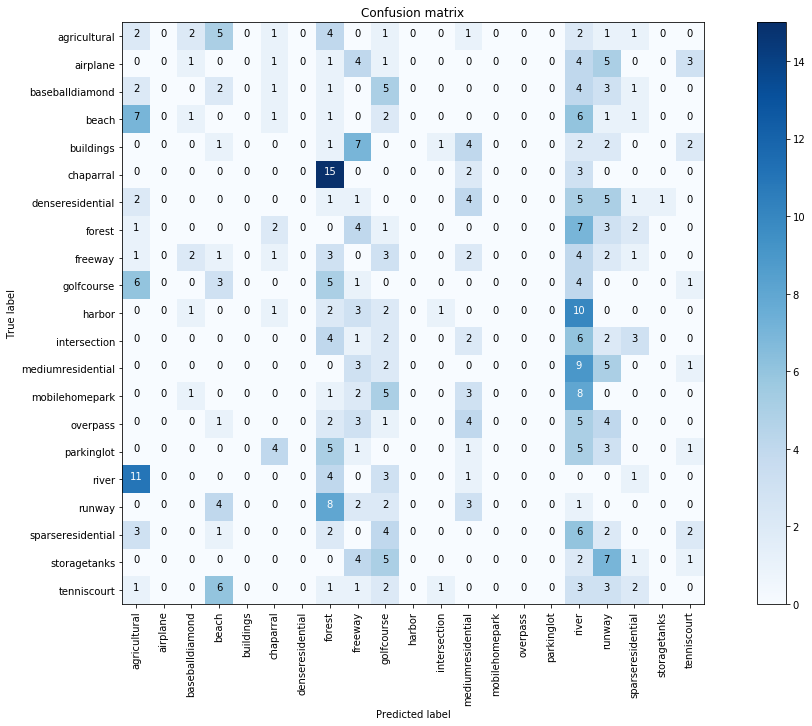 Confusion matrix
agricultural 2 0 2 5 0 1 0 4 0 1 0 0 1 0 0 0 2 1 1 0 0
airplane 0 0 1 0 0 1 0 1 4 1 0 0 0 0 0 0 4 5 0 0 3
baseballdiamond 2 0 0 2 0 1 0 1 0 5 0 0 0 0 0 0 4 3 1 0 0
beach 7 0 1 0 0 1 0 1 0 2 0 0 0 0 0 0 6 1 1 0 0
buildings 0 0 0 1 0 0 0 1 7 0 0 1 4 0 0 0 2 2 0 0 2
chaparral 0 0 0 0 0 0 0 15 0 0 0 0 2 0 0 0 3 0 0 0 0
denseresidential 2 0 0 0 0 0 0 1 1 0 0 0 4 0 0 0 5 5 1 1 0
forest 1 0 0 0 0 2 0 0 4 1 0 0 0 0 0 0 7 3 2 0 0
freeway 1 0 2 1 0 1 0 3 0 3 0 0 2 0 0 0 4 2 1 0 0
golfcourse 6 0 0 3 0 0 0 5 1 0 0 0 0 0 0 0 4 0 0 0 1
harbor 0 0 1 0 0 1 0 2 3 2 0 1 0 0 0 0 10 0 0 0 0
intersection 0 0 0 0 0 0 0 4 1 2 0 0 2 0 0 0 6 2 3 0 0
mediumresidential 0 0 0 0 0 0 0 0 3 2 0 0 0 0 0 0 9 5 0 0 1
mobilehomepark 0 0 1 0 0 0 0 1 2 5 0 0 3 0 0 0 8 0 0 0 0
overpass 0 0 0 1 0 0 0 2 3 1 0 0 4 0 0 0 5 4 0 0 0
parkinglot 0 0 0 0 0 4 0 5 1 0 0 0 1 0 0 0 5 3 0 0 1
river 11 0 0 0 0 0 0 4 0 3 0 0 1 0 0 0 0 0 1 0 0
runway 0 0 0 4 0 0 0 8 2 2 0 0 3 0 0 0 1 0 0 0 0
sparseresidential 3 0 0 1 0 0 0 2 0 4 0 0 0 0 0 0 6 2 0 0 2
storagetanks 0 0 0 0 0 0 0 0 4 5 0 0 0 0 0 0 2 7 1 0 1
tenniscourt 1 0 0 6 0 0 0 1 1 2 0 1 0 0 0 0 3 3 2 0 0
True label
agricultural
airplane
baseballdiamond
beach
buildings
chaparral
denseresidential
forest
freeway
golfcourse
harbor
intersection
mediumresidential
mobilehomepark
overpass
parkinglot
river
runway
sparseresidential
storagetanks
tenniscourt
Predicted label
14
12
10
8
6
4
2
0